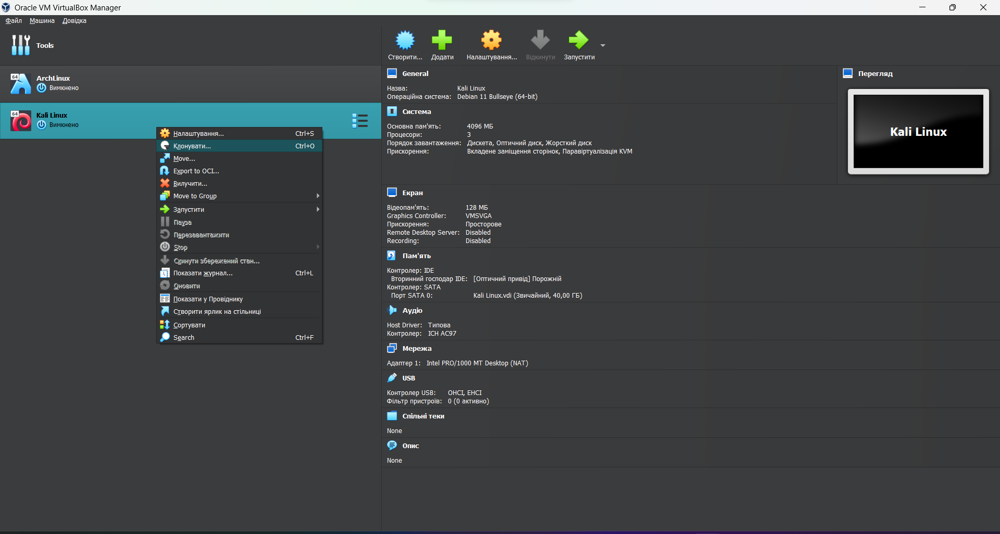 Oracle VM VirtualBox Manager
Файл Машина Довідка
Tools
Створити... Додати Налаштування... Відкинути Запустити
64 ArchLinux
Вимкнено
64 Kali Linux
Вимкнено
Налаштування... Ctrl+S
Клонувати... Ctrl+O
Move...
Export to OCI...
Вилучити...
Move to Group
Запустити
Пауза
Перезавантажити
Stop
Скинути збережений стан...
Показати журнал... Ctrl+L
Оновити
Показати у Провіднику
Створити ярлик на стільниці
Сортувати
Search Ctrl+F
General
Назва: Kali Linux
Операційна система: Debian 11 Bullseye (64-bit)
Система
Основна пам'ять: 4096 МБ
Процесори: 3
Порядок завантаження: Дискета, Оптичний диск, Жорсткий диск
Прискорення: Вкладене заміщення сторінок, Паравіртуалізація KVM
Перегляд
Kali Linux
Екран
Відеопам'ять: 128 МБ
Graphics Controller: VMSVGA
Прискорення: Просторове
Remote Desktop Server: Disabled
Recording: Disabled
Пам'ять
Контролер: IDE
Вторинний господар IDE: [Оптичний привід] Порожній
Контролер: SATA
Порт SATA 0: Kali Linux.vdi (Звичайний, 40,00 ГБ)
Аудіо
Host Driver: Типова
Контролер: ICH AC97
Мережа
Адаптер 1: Intel PRO/1000 MT Desktop (NAT)
USB
Контролер USB: OHCI, EHCI
Фільтр пристроїв: 0 (0 активно)
Спільні теки
None
Опис
None